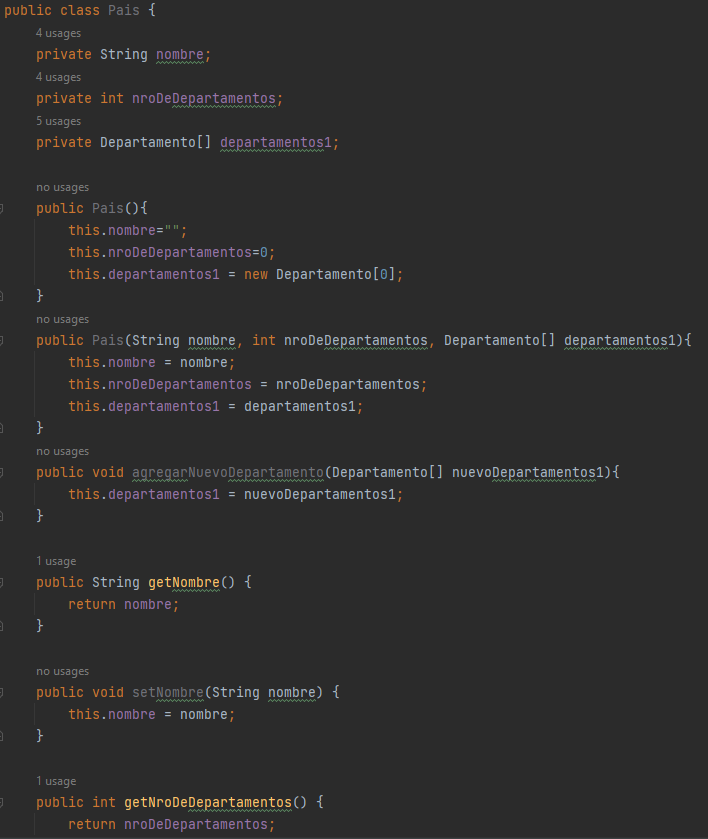 public class Pais {
4 usages
private String nombre;
4 usages
private int nroDeDepartamentos;
5 usages
private Departamento[] departamentos1;
no usages
public Pais(){
this.nombre="";
this.nroDeDepartamentos=0;
this.departamentos1 = new Departamento[0];
}
no usages
public Pais(String nombre, int nroDeDepartamentos, Departamento[] departamentos1){
this.nombre = nombre;
this.nroDeDepartamentos = nroDeDepartamentos;
this.departamentos1 = departamentos1;
}
no usages
public void agregarNuevoDepartamento(Departamento[] nuevoDepartamentos1){
this.departamentos1 = nuevoDepartamentos1;
}
1 usage
public String getNombre() {
return nombre;
}
no usages
public void setNombre(String nombre) {
this.nombre = nombre;
}
1 usage
public int getNroDeDepartamentos() {
return nroDeDepartamentos;